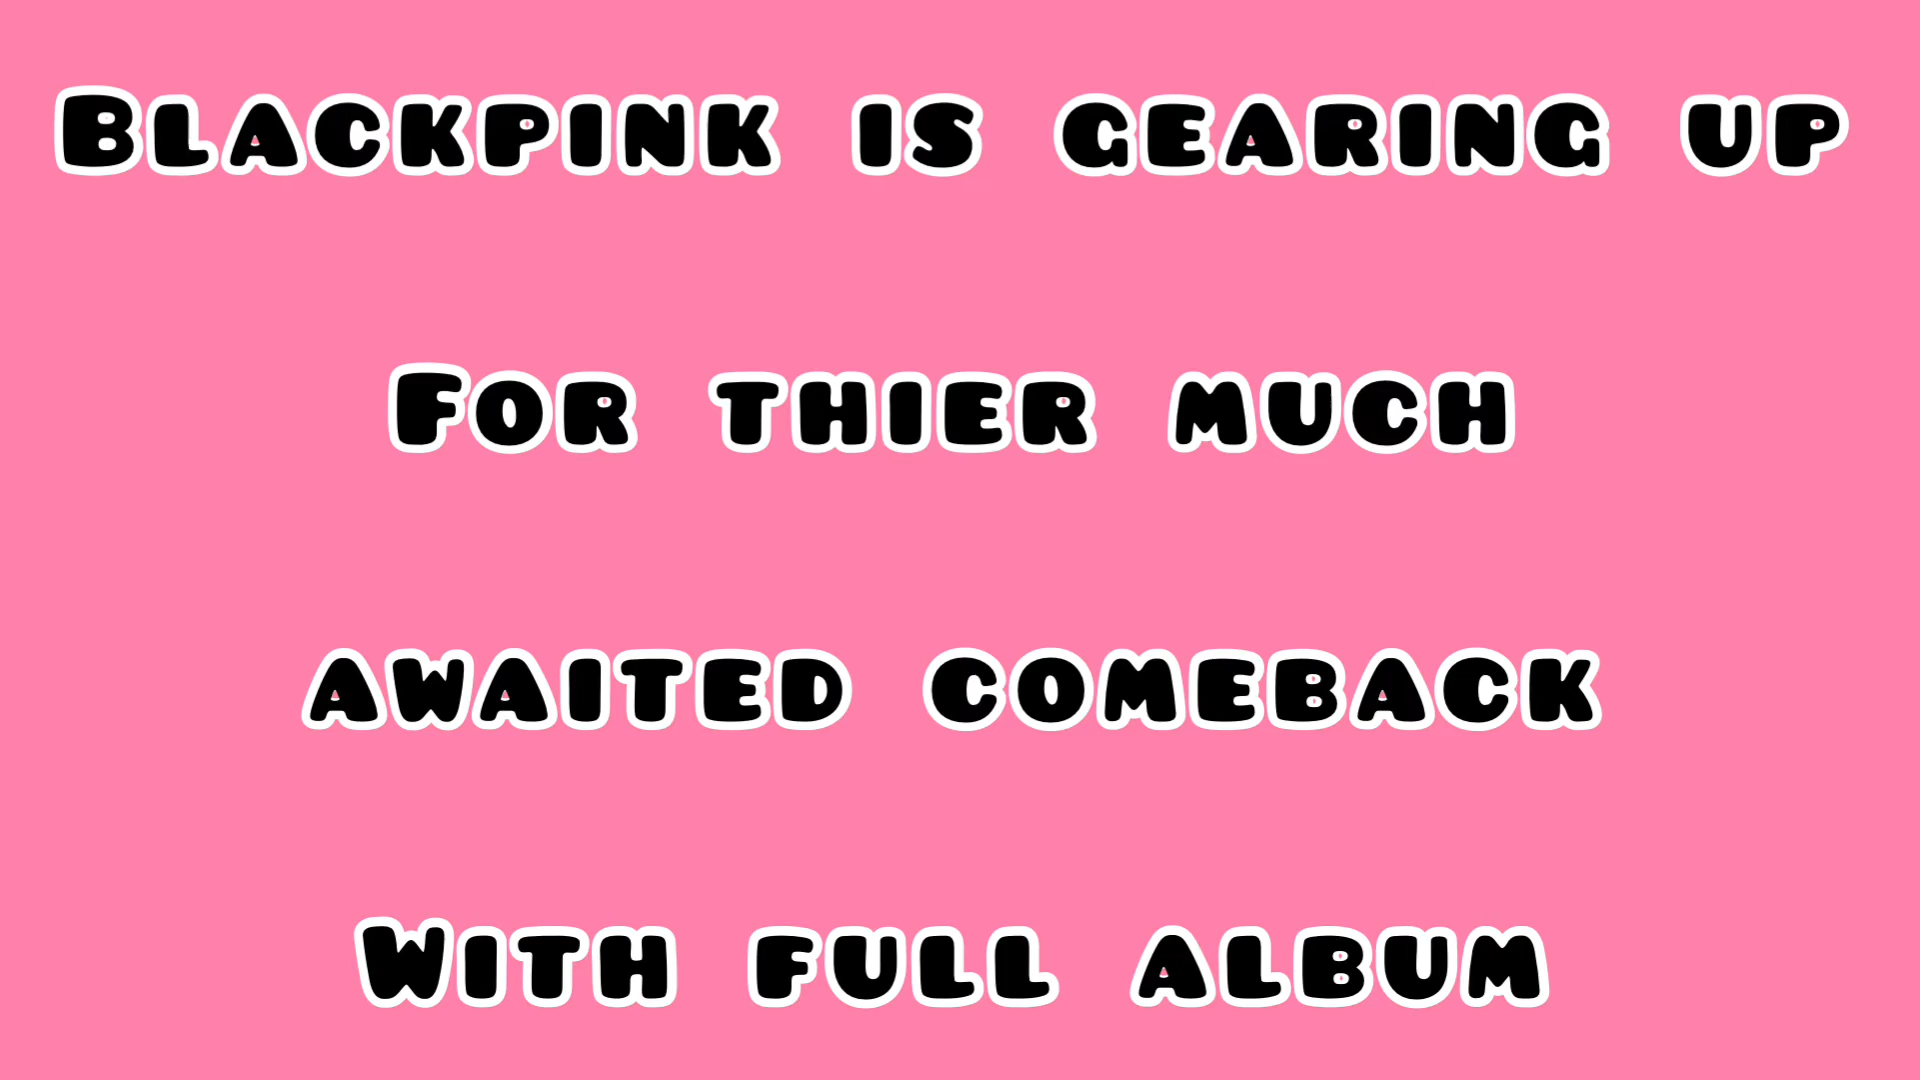 Blackpink is gearing up
For thier much
awaited comeback
With full album